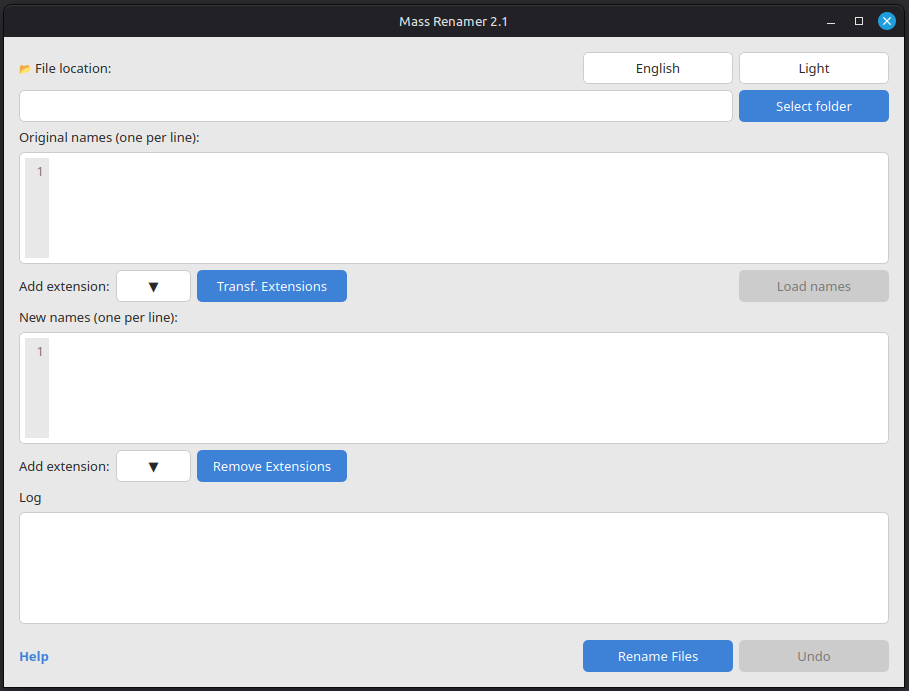 Mass Renamer 2.1
File location:
English
Light
Select folder
Original names (one per line):
1
Add extension:
▼
Transf. Extensions
Load names
New names (one per line):
1
Add extension:
▼
Remove Extensions
Log
Help
Rename Files
Undo